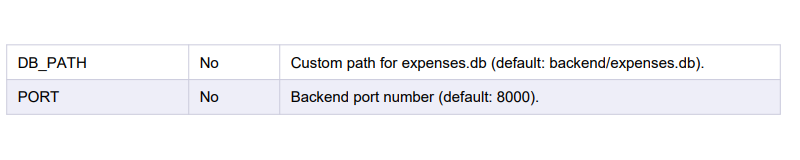 DB_PATH No Custom path for expenses.db (default: backend/expenses.db).
PORT No Backend port number (default: 8000).